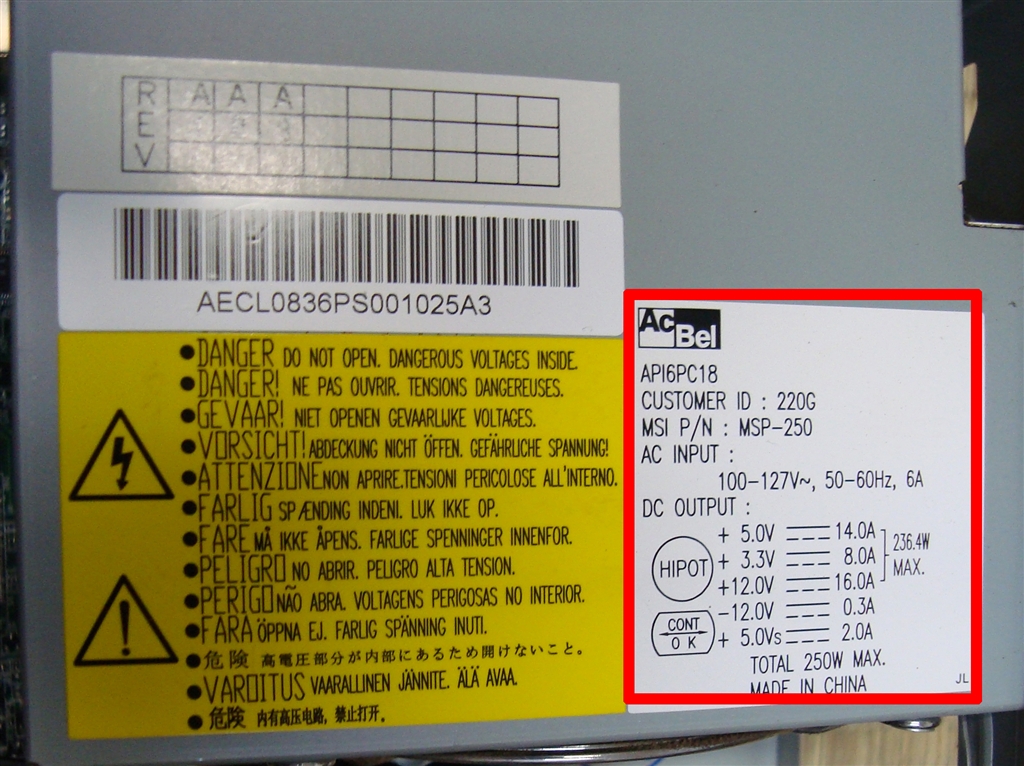 R A A A
E 1 2 3
V
AECL0836PS001025A3
●DANGER DO NOT OPEN. DANGEROUS VOLTAGES INSIDE.
●DANGER! NE PAS OUVRIR. TENSIONS DANGEREUSES.
●GEVAAR! NIET OPENEN GEVAARLIJKE VOLTAGES.
●VORSICHT! ABDECKUNG NICHT ÖFFEN. GEFÄHRLICHE SPANNUNG!
●ATTENZIONE NON APRIRE.TENSIONI PERICOLOSE ALL'INTERNO.
●FARLIG SPÆNDING INDENI. LUK IKKE OP.
●FARE MÅ IKKE ÅPENS. FARLIGE SPENNINGER INNENFOR.
●PELIGRO NO ABRIR. PELIGRO ALTA TENSION.
●PERIGO NÃO ABRA. VOLTAGENS PERIGOSAS NO INTERIOR.
●FARA ÖPPNA EJ. FARLIG SPÄNNING INUTI.
●危険 高電圧部分が内部にあるため開けないこと。
●VAROITUS VAARALLINEN JÄNNITE. ÄLÄ AVAA.
●危险 内有高压电路, 禁止打开.
AcBel
API6PC18
CUSTOMER ID : 220G
MSI P/N : MSP-250
AC INPUT :
100-127V~, 50-60Hz, 6A
DC OUTPUT :
+ 5.0V 14.0A
+ 3.3V 8.0A
+12.0V 16.0A
236.4W
MAX.
-12.0V 0.3A
+ 5.0Vs 2.0A
HIPOT
CONT
OK
TOTAL 250W MAX.
MADE IN CHINA
JL